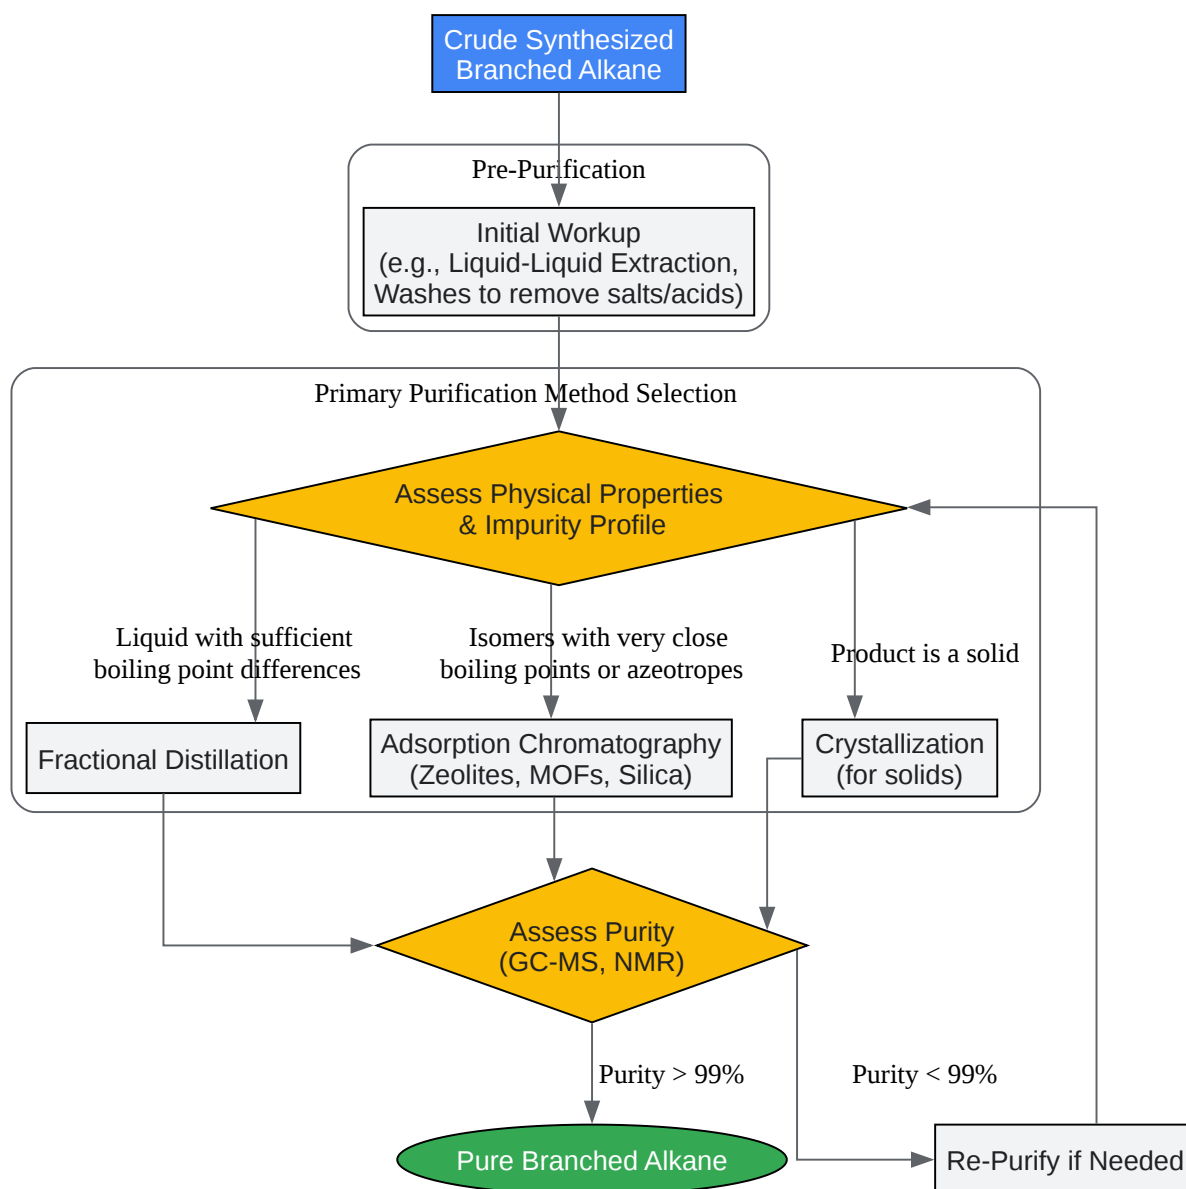 Crude Synthesized
Branched Alkane
Pre-Purification
Initial Workup
(e.g., Liquid-Liquid Extraction,
Washes to remove salts/acids)
Primary Purification Method Selection
Assess Physical Properties
& Impurity Profile
Liquid with sufficient
boiling point differences
Isomers with very close
boiling points or azeotropes
Product is a solid
Fractional Distillation
Adsorption Chromatography
(Zeolites, MOFs, Silica)
Crystallization
(for solids)
Assess Purity
(GC-MS, NMR)
Purity > 99%
Purity < 99%
Pure Branched Alkane
Re-Purify if Needed